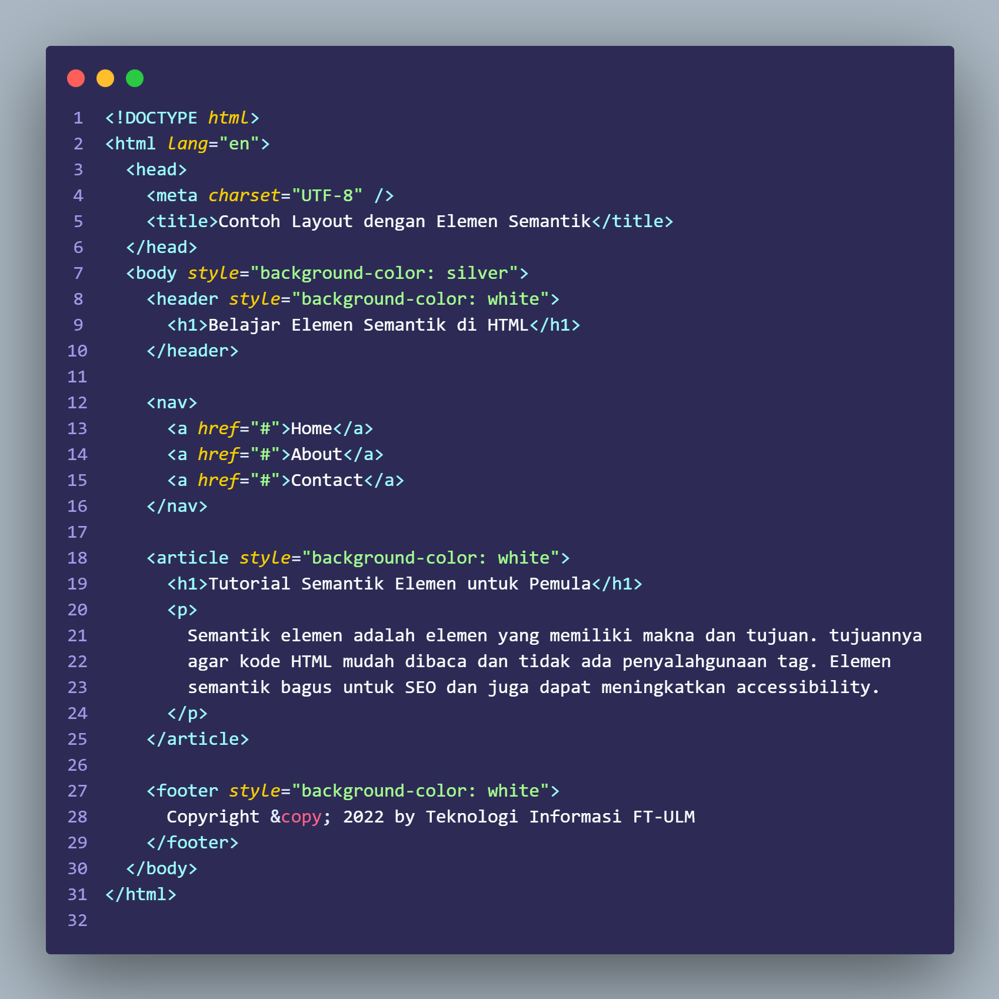 1 <!DOCTYPE html>
2 <html lang="en">
3   <head>
4     <meta charset="UTF-8" />
5     <title>Contoh Layout dengan Elemen Semantik</title>
6   </head>
7   <body style="background-color: silver">
8     <header style="background-color: white">
9       <h1>Belajar Elemen Semantik di HTML</h1>
10     </header>
11
12     <nav>
13       <a href="#">Home</a>
14       <a href="#">About</a>
15       <a href="#">Contact</a>
16     </nav>
17
18     <article style="background-color: white">
19       <h1>Tutorial Semantik Elemen untuk Pemula</h1>
20       <p>
21         Semantik elemen adalah elemen yang memiliki makna dan tujuan. tujuannya
22         agar kode HTML mudah dibaca dan tidak ada penyalahgunaan tag. Elemen
23         semantik bagus untuk SEO dan juga dapat meningkatkan accessibility.
24       </p>
25     </article>
26
27     <footer style="background-color: white">
28       Copyright &copy; 2022 by Teknologi Informasi FT-ULM
29     </footer>
30   </body>
31 </html>
32